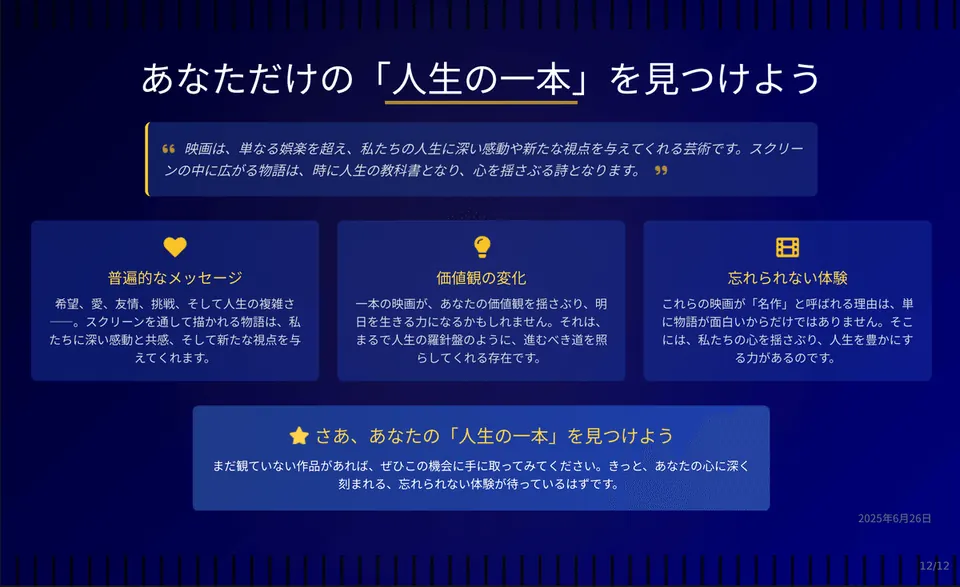 あなただけの「人生の一本」を見つけよう
❝ 映画は、単なる娯楽を超え、私たちの人生に深い感動や新たな視点を与えてくれる芸術です。スクリー
ンの中に広がる物語は、時に人生の教科書となり、心を揺さぶる詩となります。 ❞
普遍的なメッセージ
希望、愛、友情、挑戦、そして人生の複雑さ
――。スクリーンを通して描かれる物語は、私
たちに深い感動と共感、そして新たな視点を与
えてくれます。
価値観の変化
一本の映画が、あなたの価値観を揺さぶり、明
日を生きる力になるかもしれません。それは、
まるで人生の羅針盤のように、進むべき道を照
らしてくれる存在です。
忘れられない体験
これらの映画が「名作」と呼ばれる理由は、単
に物語が面白いからだけではありません。そこ
には、私たちの心を揺さぶり、人生を豊かにす
る力があるのです。
さあ、あなたの「人生の一本」を見つけよう
まだ観ていない作品があれば、ぜひこの機会に手に取ってみてください。きっと、あなたの心に深く
刻まれる、忘れられない体験が待っているはずです。
2025年6月26日
12/12